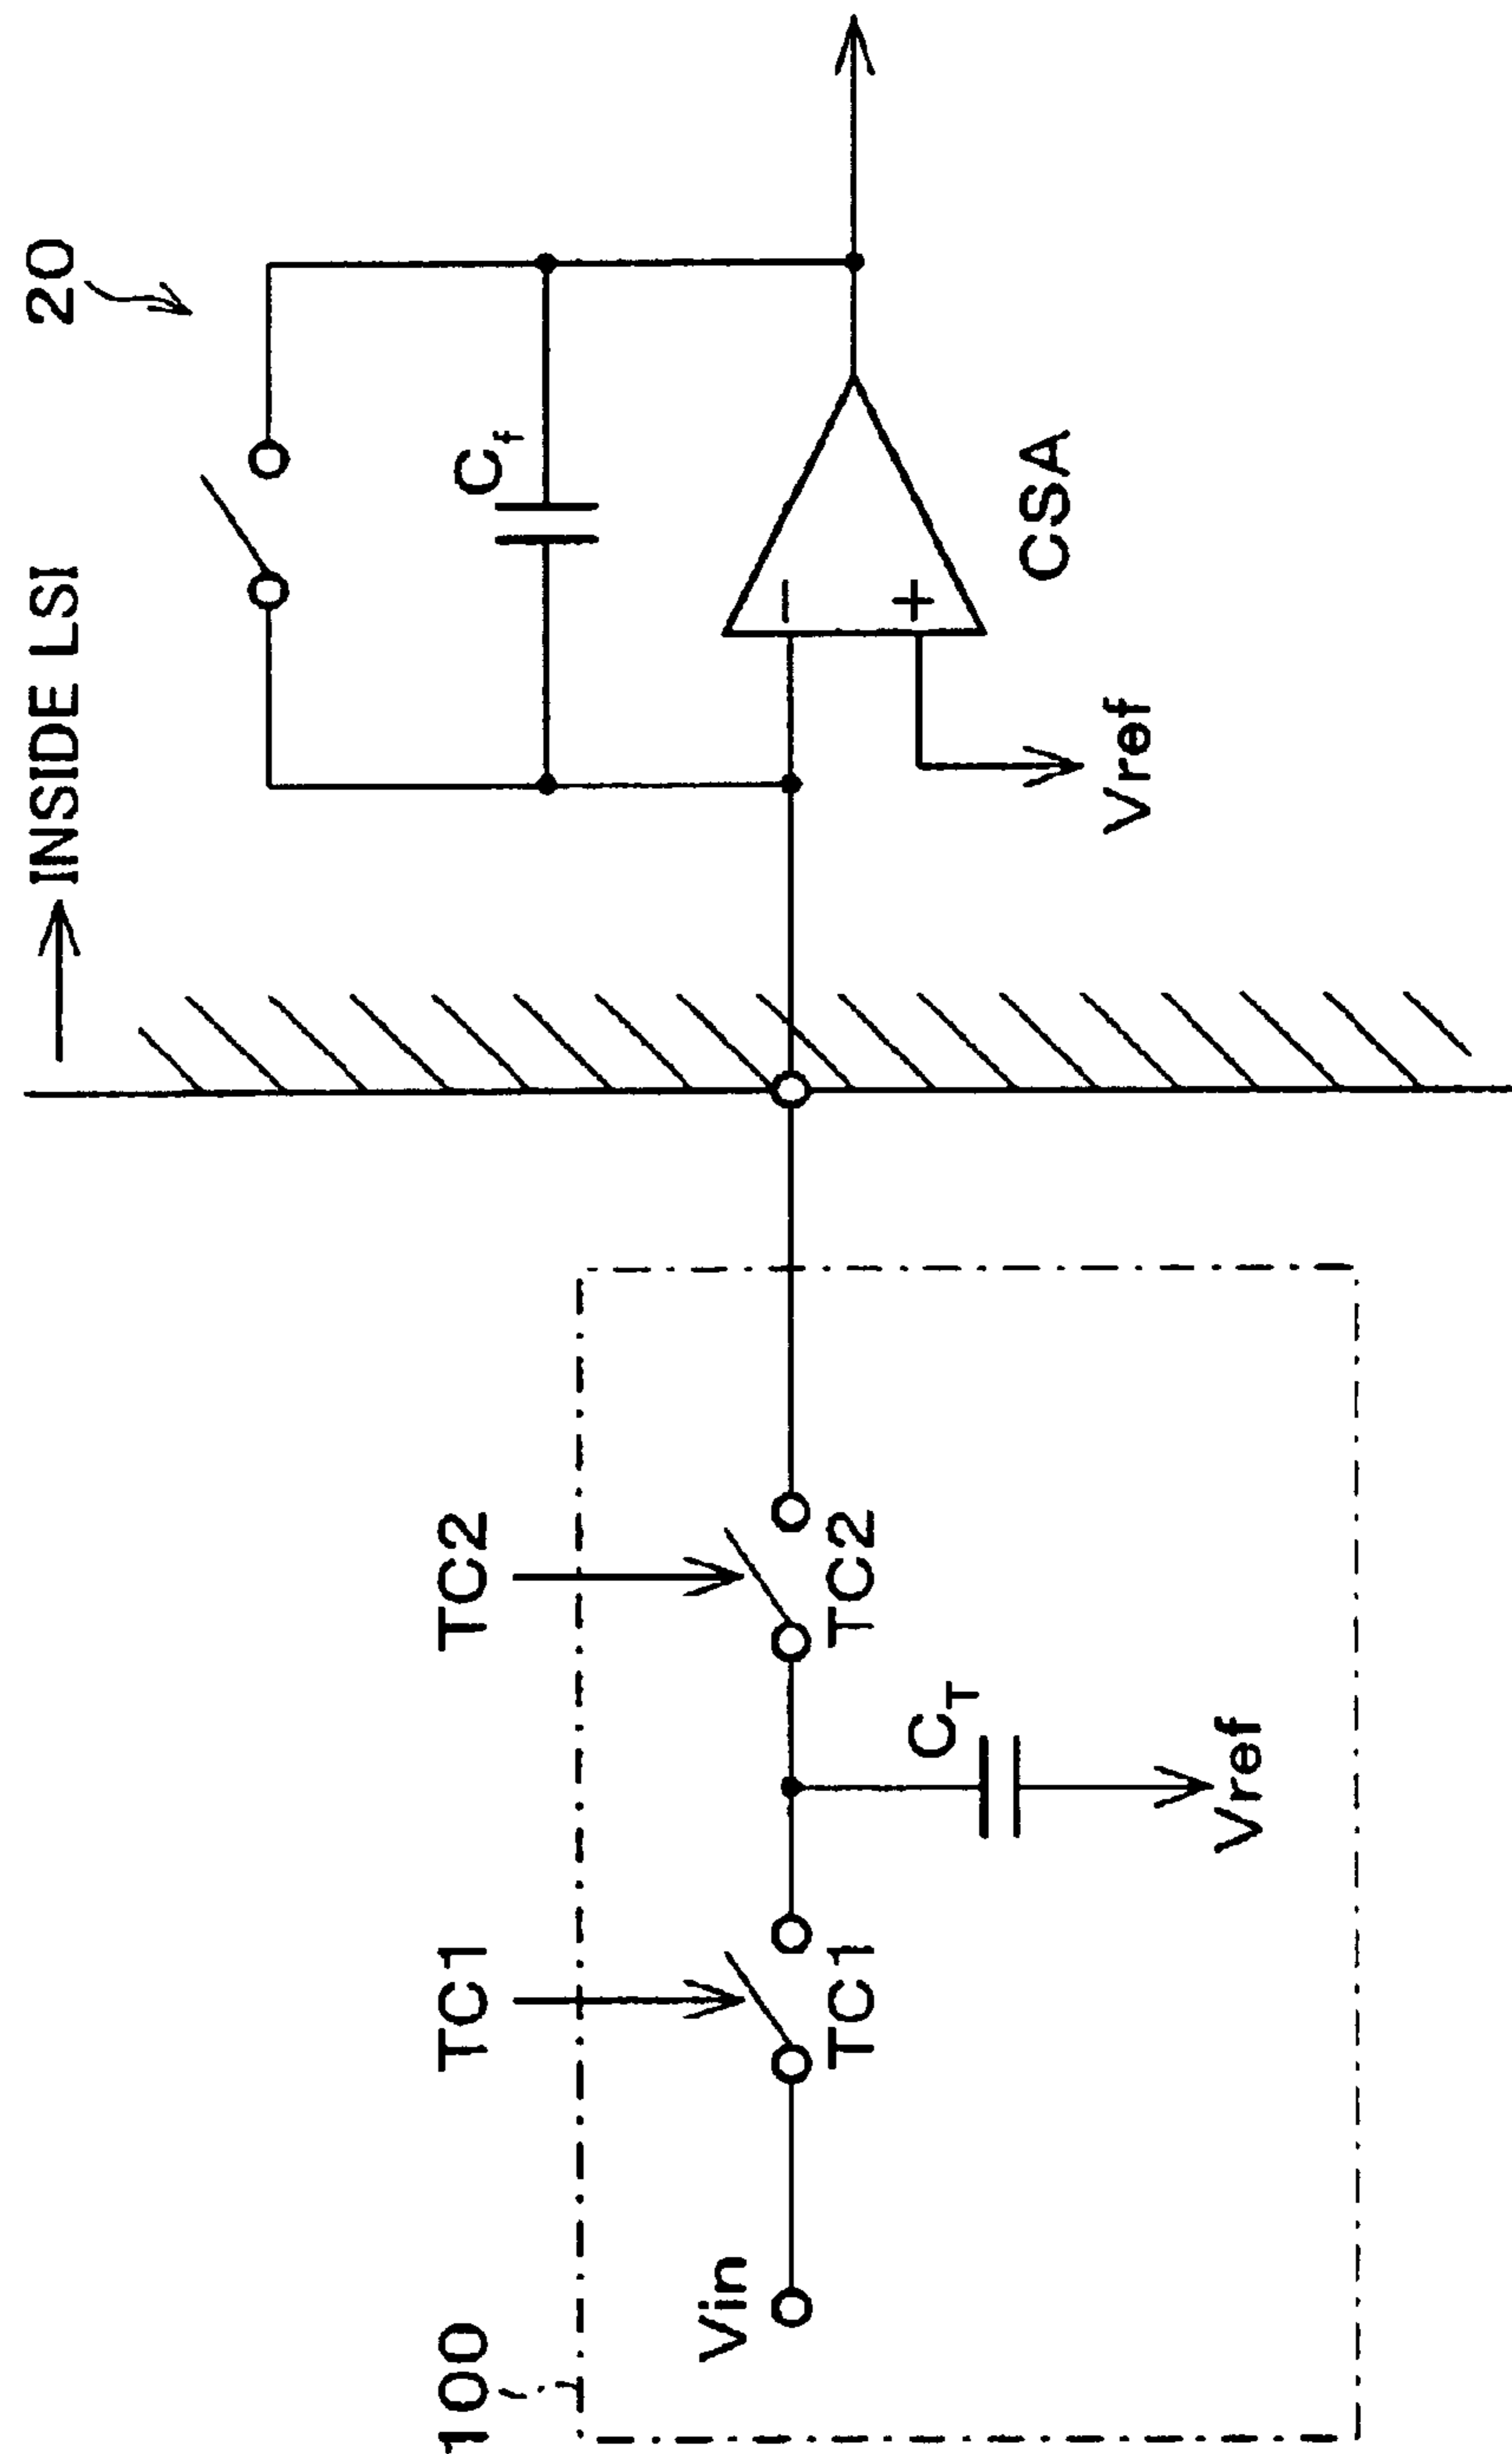 INSIDE LSI
20
Cf
CSA
Vref
100
TC1
TC2
Vin
TC1
TC2
CT
Vref
−
+